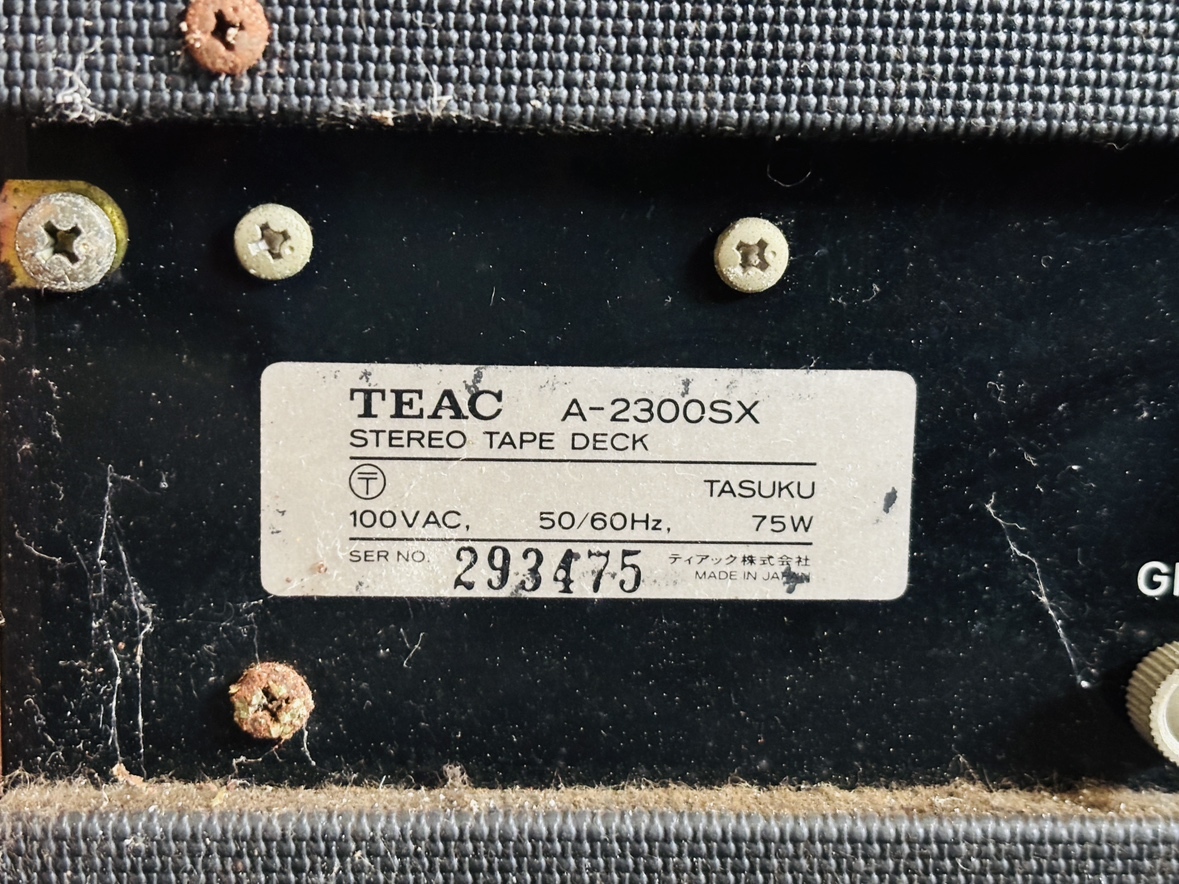 TEAC A-2300SX
STEREO TAPE DECK
〒 TASUKU
100VAC, 50/60Hz, 75W
SER NO. 293475 ティアック株式会社
MADE IN JAPAN